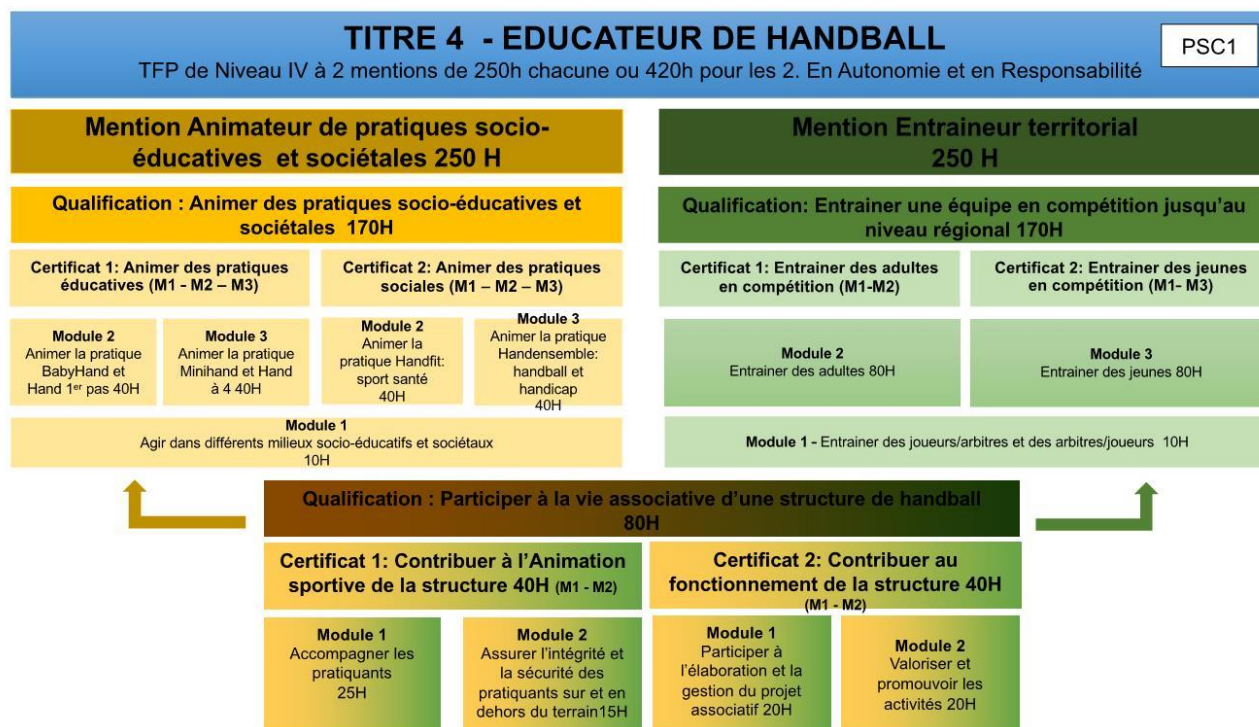 TITRE 4 - EDUCATEUR DE HANDBALL
PSC1
TFP de Niveau IV à 2 mentions de 250h chacune ou 420h pour les 2. En Autonomie et en Responsabilité
Mention Animateur de pratiques socio-
éducatives et sociétales 250 H
Mention Entraineur territorial
250 H
Qualification : Animer des pratiques socio-éducatives et
sociétales 170H
Qualification: Entrainer une équipe en compétition jusqu'au
niveau régional 170H
Certificat 1: Animer des pratiques
éducatives (M1 - M2 – M3)
Certificat 2: Animer des pratiques
sociales (M1 – M2 – M3)
Certificat 1: Entrainer des adultes
en compétition (M1-M2)
Certificat 2: Entrainer des jeunes
en compétition (M1- M3)
Module 2
Animer la pratique
BabyHand et
Hand 1er pas 40H
Module 3
Animer la pratique
Minihand et Hand
à 4 40H
Module 2
Animer la
pratique Handfit:
sport santé
40H
Module 3
Animer la pratique
Handensemble:
handball et
handicap
40H
Module 2
Entrainer des adultes 80H
Module 3
Entrainer des jeunes 80H
Module 1
Agir dans différents milieux socio-éducatifs et sociétaux
10H
Module 1 - Entrainer des joueurs/arbitres et des arbitres/joueurs 10H
Qualification : Participer à la vie associative d'une structure de handball
80H
Certificat 1: Contribuer à l'Animation
sportive de la structure 40H (M1 - M2)
Certificat 2: Contribuer au
fonctionnement de la structure 40H
(M1 - M2)
Module 1
Accompagner les
pratiquants
25H
Module 2
Assurer l'intégrité et
la sécurité des
pratiquants sur et en
dehors du terrain15H
Module 1
Participer à
l'élaboration et la
gestion du projet
associatif 20H
Module 2
Valoriser et
promouvoir les
activités 20H